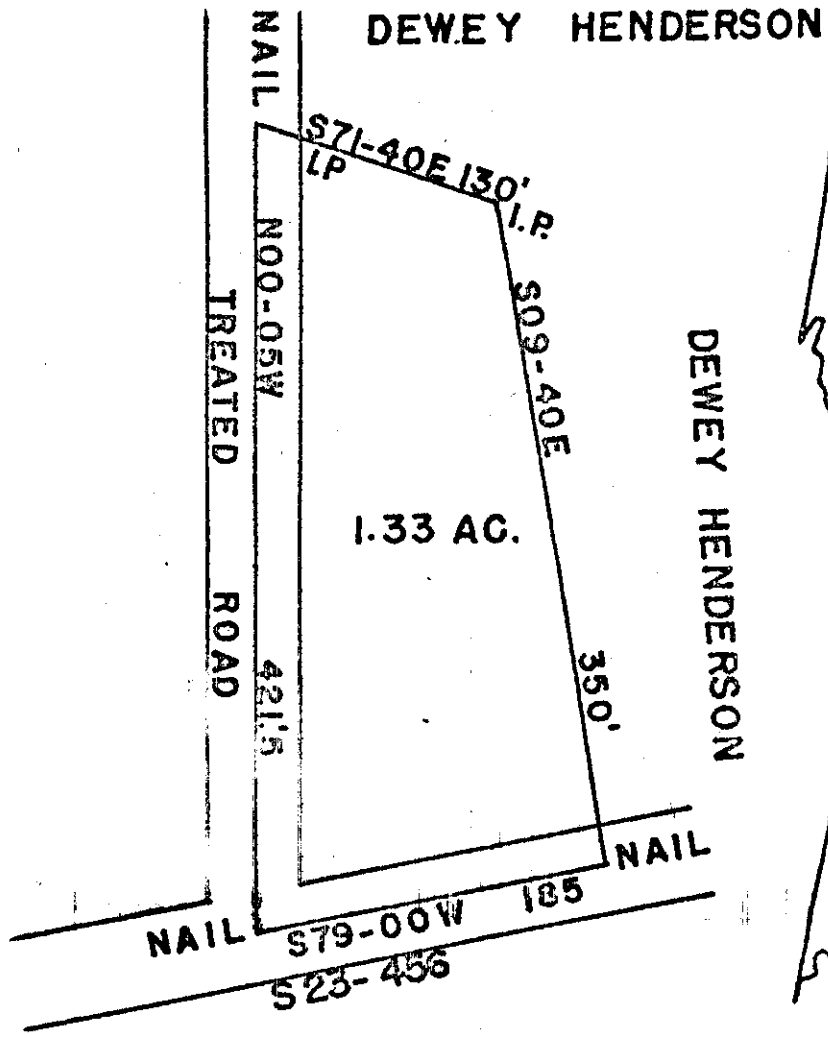 DEWEY HENDERSON
NAIL
S71-40E 130'
I.P.
I.P.
N00-05W
TREATED ROAD
S09-40E
DEWEY HENDERSON
1.33 AC.
350'
421.'5
NAIL
NAIL
S79-00W 185
S23-456